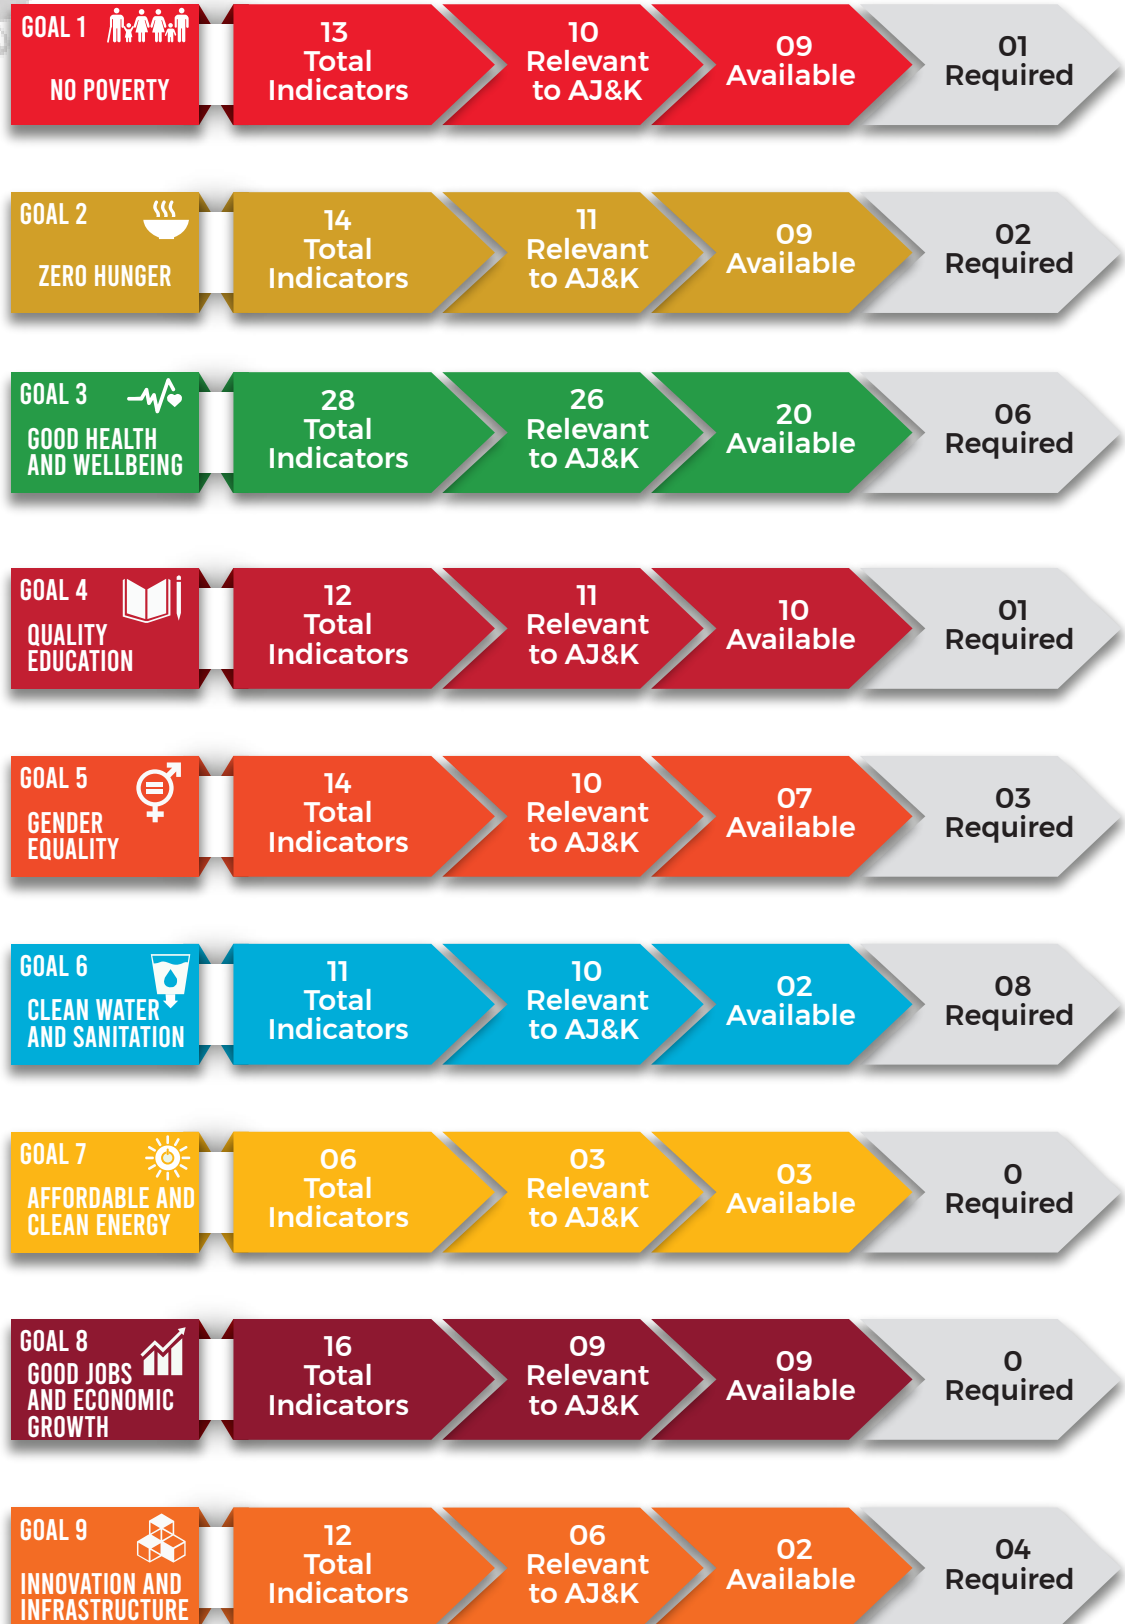 GOAL 1
NO POVERTY
13
Total
Indicators
10
Relevant
to AJ&K
09
Available
01
Required
GOAL 2
ZERO HUNGER
14
Total
Indicators
11
Relevant
to AJ&K
09
Available
02
Required
GOAL 3
GOOD HEALTH
AND WELLBEING
28
Total
Indicators
26
Relevant
to AJ&K
20
Available
06
Required
GOAL 4
QUALITY
EDUCATION
12
Total
Indicators
11
Relevant
to AJ&K
10
Available
01
Required
GOAL 5
GENDER
EQUALITY
14
Total
Indicators
10
Relevant
to AJ&K
07
Available
03
Required
GOAL 6
CLEAN WATER
AND SANITATION
11
Total
Indicators
10
Relevant
to AJ&K
02
Available
08
Required
GOAL 7
AFFORDABLE AND
CLEAN ENERGY
06
Total
Indicators
03
Relevant
to AJ&K
03
Available
0
Required
GOAL 8
GOOD JOBS
AND ECONOMIC
GROWTH
16
Total
Indicators
09
Relevant
to AJ&K
09
Available
0
Required
GOAL 9
INNOVATION AND
INFRASTRUCTURE
12
Total
Indicators
06
Relevant
to AJ&K
02
Available
04
Required